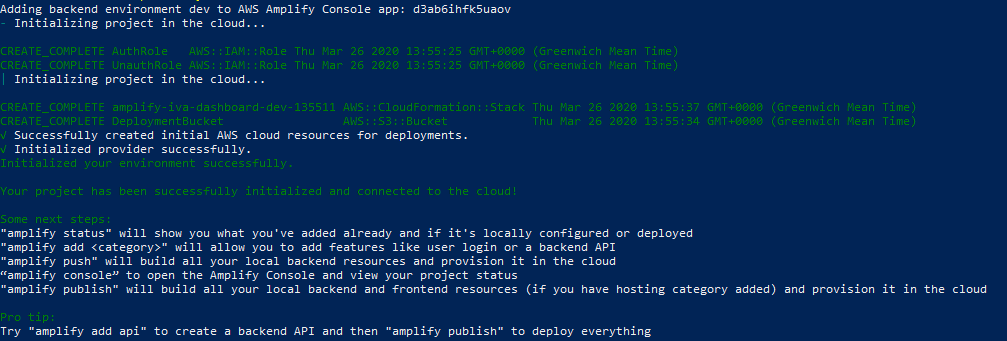 Adding backend environment dev to AWS Amplify Console app: d3ab6ihfk5uaov
- Initializing project in the cloud...
CREATE_COMPLETE AuthRole   AWS::IAM::Role Thu Mar 26 2020 13:55:25 GMT+0000 (Greenwich Mean Time)
CREATE_COMPLETE UnauthRole AWS::IAM::Role Thu Mar 26 2020 13:55:25 GMT+0000 (Greenwich Mean Time)
| Initializing project in the cloud...
CREATE_COMPLETE amplify-iva-dashboard-dev-135511 AWS::CloudFormation::Stack Thu Mar 26 2020 13:55:37 GMT+0000 (Greenwich Mean Time)
CREATE_COMPLETE DeploymentBucket                 AWS::S3::Bucket            Thu Mar 26 2020 13:55:34 GMT+0000 (Greenwich Mean Time)
√ Successfully created initial AWS cloud resources for deployments.
√ Initialized provider successfully.
Initialized your environment successfully.
Your project has been successfully initialized and connected to the cloud!
Some next steps:
"amplify status" will show you what you've added already and if it's locally configured or deployed
"amplify add <category>" will allow you to add features like user login or a backend API
"amplify push" will build all your local backend resources and provision it in the cloud
“amplify console” to open the Amplify Console and view your project status
"amplify publish" will build all your local backend and frontend resources (if you have hosting category added) and provision it in the cloud
Pro tip:
Try "amplify add api" to create a backend API and then "amplify publish" to deploy everything